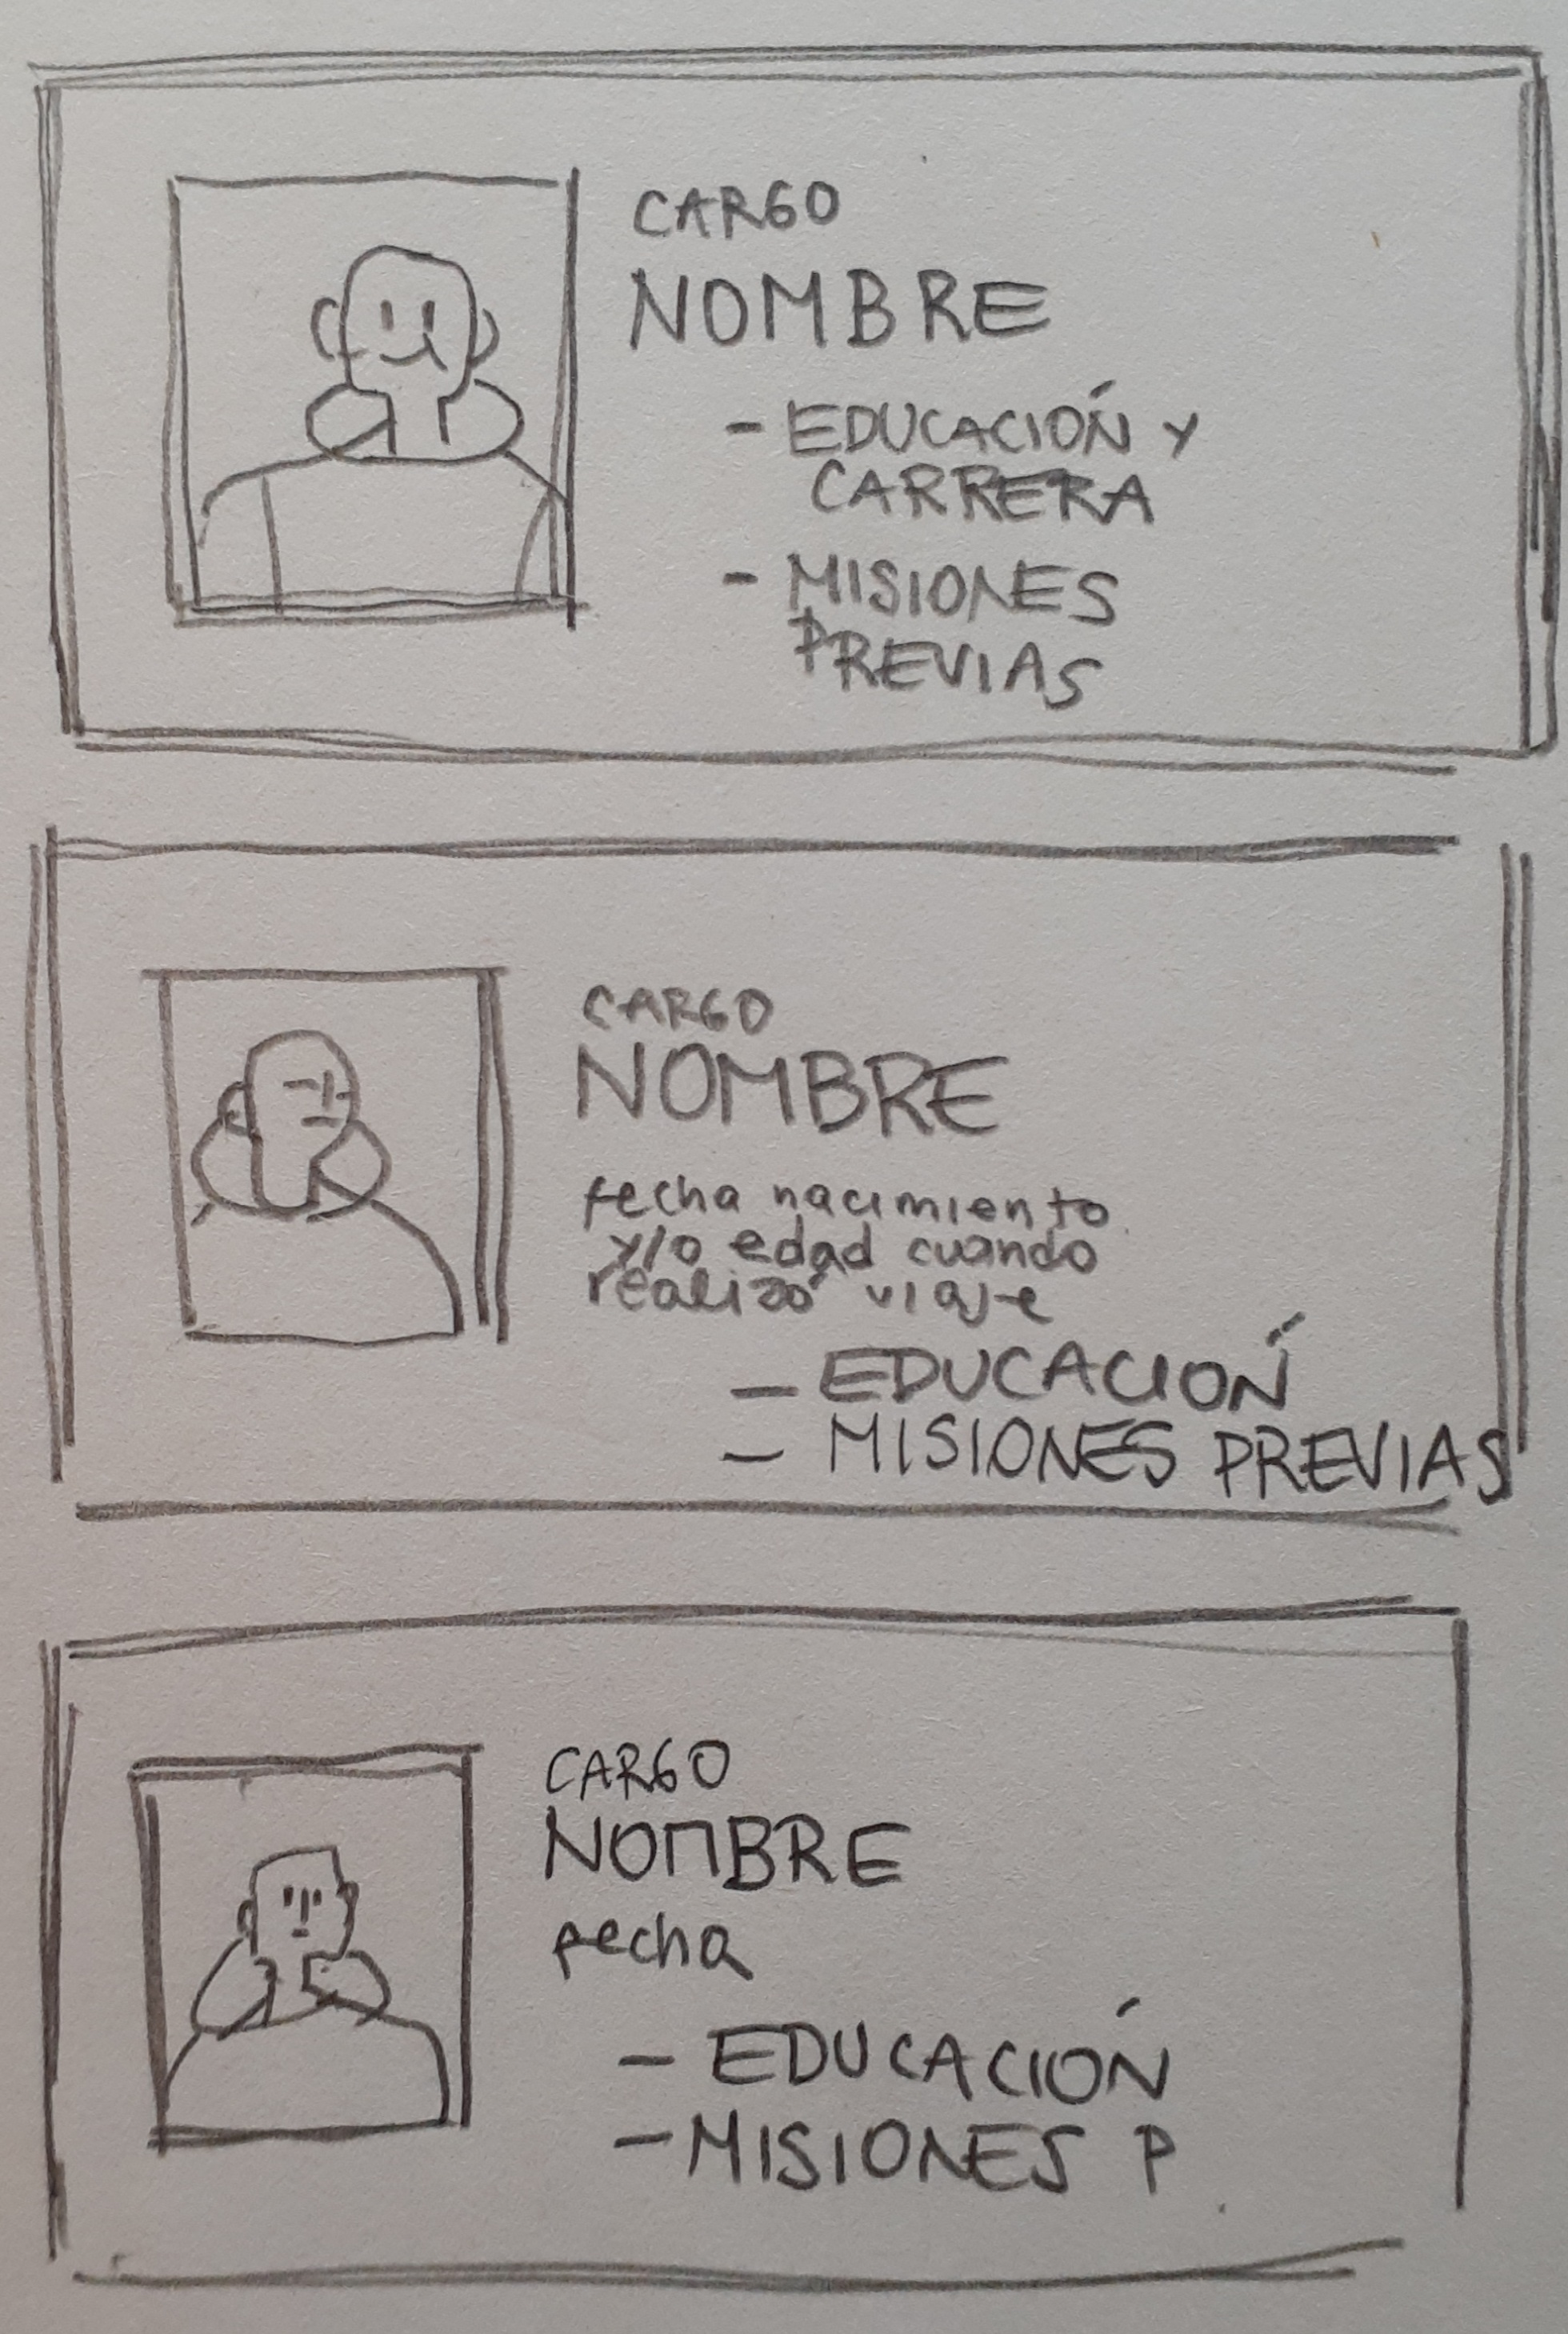 CARGO
NOMBRE
- EDUCACIÓN Y
CARRERA
- MISIONES
PREVIAS
CARGO
NOMBRE
fecha nacimiento
y/o edad cuando
realizó viaje
- EDUCACIÓN
- MISIONES PREVIAS
CARGO
NOMBRE
fecha
- EDUCACIÓN
- MISIONES P.